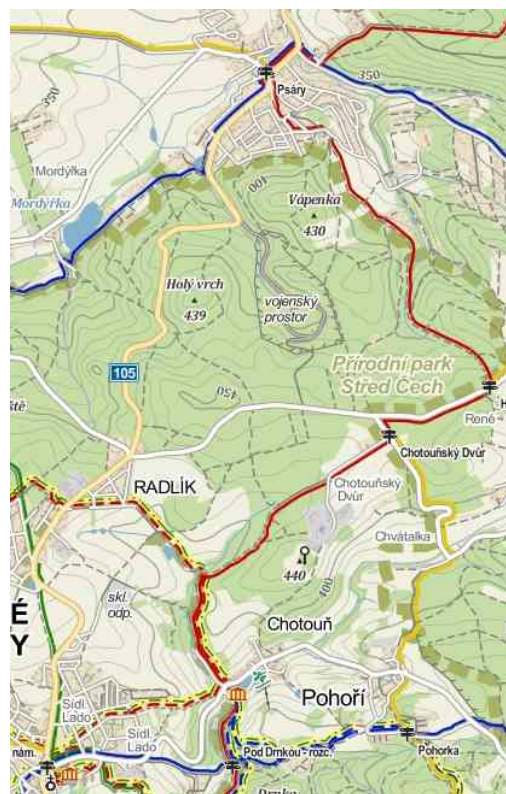 350
Psáry
350
Mordýřka
Mordýřka
400
Vápenka
430
Holý vrch
439
vojenský
prostor
105
Přírodní park
Střed Čech
450
René
Chotouňský Dvůr
RADLÍK
Chotouňský
Dvůr
Chvátalka
440
400
skl.
odp.
Chotouň
É
Y
Pohoří
Sídl.
Lado
Sídl.
Lado
nám.
Pod Drnkou - rozc.
Pohorka
Drnka